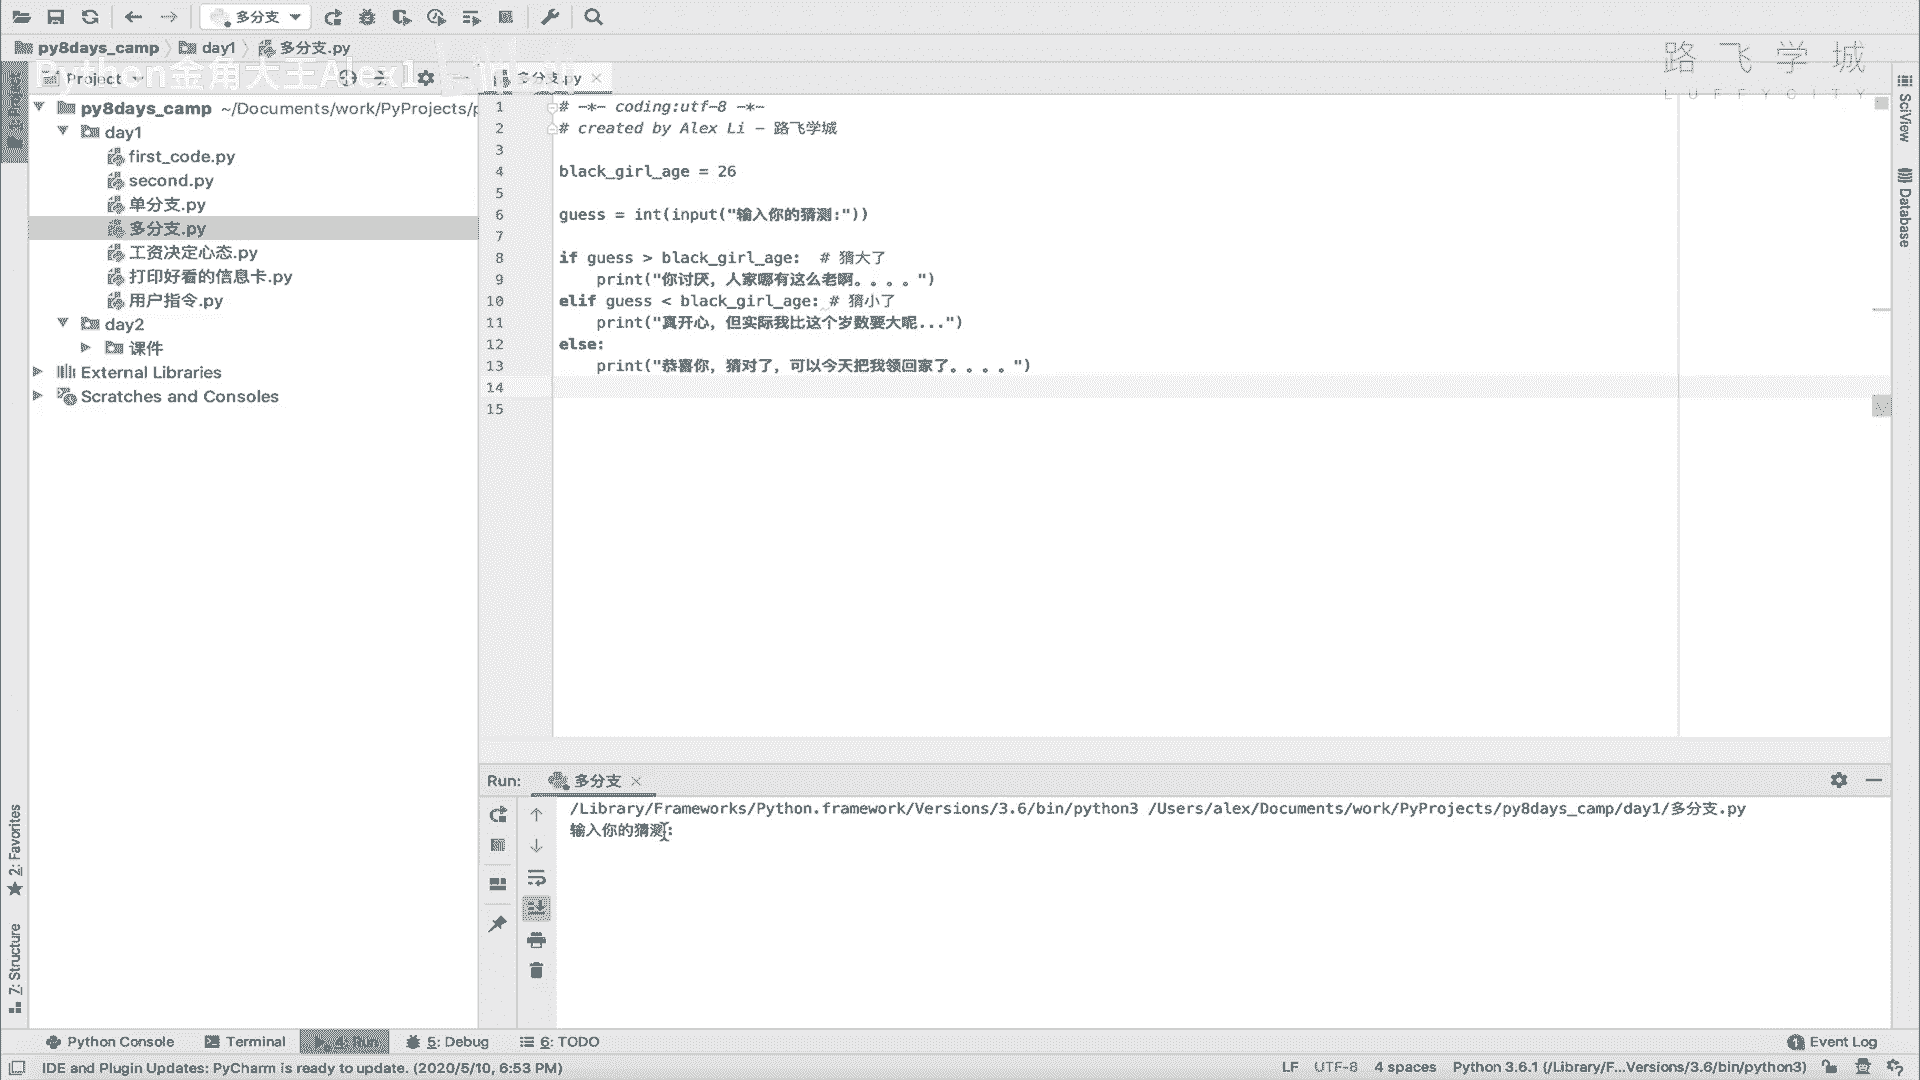 多分支
py8days_camp day1 多分支.py
路飞学城
LUFFYCITY
Python金角大王Alex1
Project
多分支.py
1: Project
py8days_camp ~/Documents/work/PyProjects/p
day1
first_code.py
second.py
单分支.py
多分支.py
工资决定心态.py
打印好看的信息卡.py
用户指令.py
day2
课件
External Libraries
Scratches and Consoles
1 # -*- coding:utf-8 -*-
2 # created by Alex Li - 路飞学城
3
4 black_girl_age = 26
5
6 guess = int(input("输入你的猜测:"))
7
8 if guess > black_girl_age:  # 猜大了
9     print("你讨厌，人家哪有这么老啊。。。。")
10 elif guess < black_girl_age: # 猜小了
11     print("真开心，但实际我比这个岁数要大呢...")
12 else:
13     print("恭喜你，猜对了，可以今天把我领回家了。。。。")
14
15
SciView
Database
Run: 多分支
/Library/Frameworks/Python.framework/Versions/3.6/bin/python3 /Users/alex/Documents/work/PyProjects/py8days_camp/day1/多分支.py
输入你的猜测:
2: Favorites
7: Structure
Python Console Terminal 4: Run 5: Debug 6: TODO 1 Event Log
IDE and Plugin Updates: PyCharm is ready to update. (2020/5/10, 6:53 PM) LF UTF-8 4 spaces Python 3.6.1 (/Library/F...Versions/3.6/bin/python3)